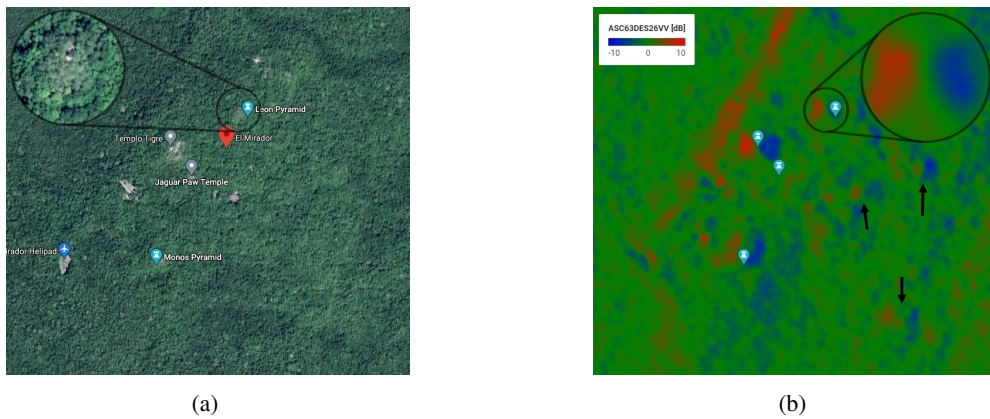 Leon Pyramid
El Mirador
Templo Tigre
Jaguar Paw Temple
irador Helipad
Monos Pyramid
(a)
ASC63DES26VV [dB]
-10 0 10
(b)